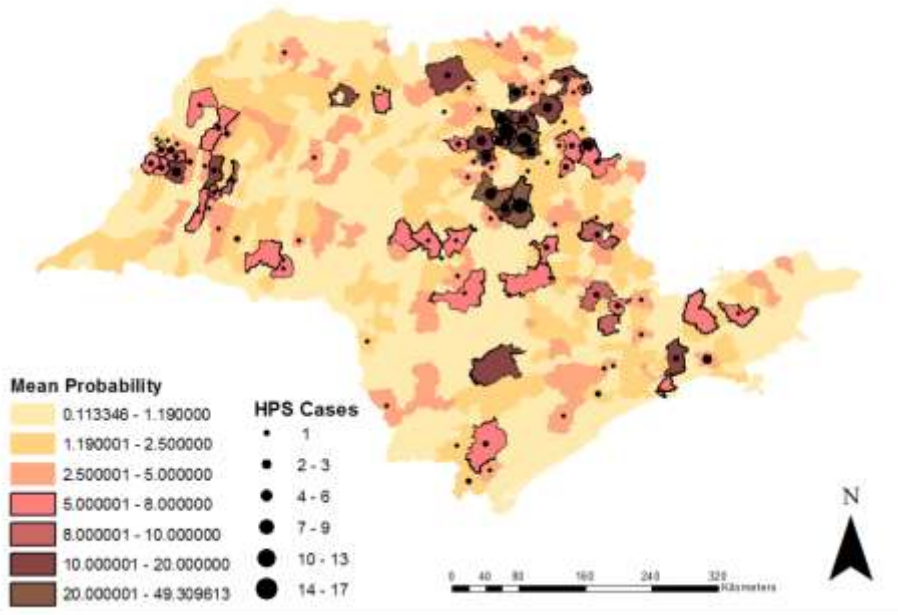 Mean Probability
0.113346 - 1.190000
1.190001 - 2.500000
2.500001 - 5.000000
5.000001 - 8.000000
8.000001 - 10.000000
10.000001 - 20.000000
20.000001 - 49.309613
HPS Cases
1
2 - 3
4 - 6
7 - 9
10 - 13
14 - 17
N
0 40 80 160 240 320
Kilometers